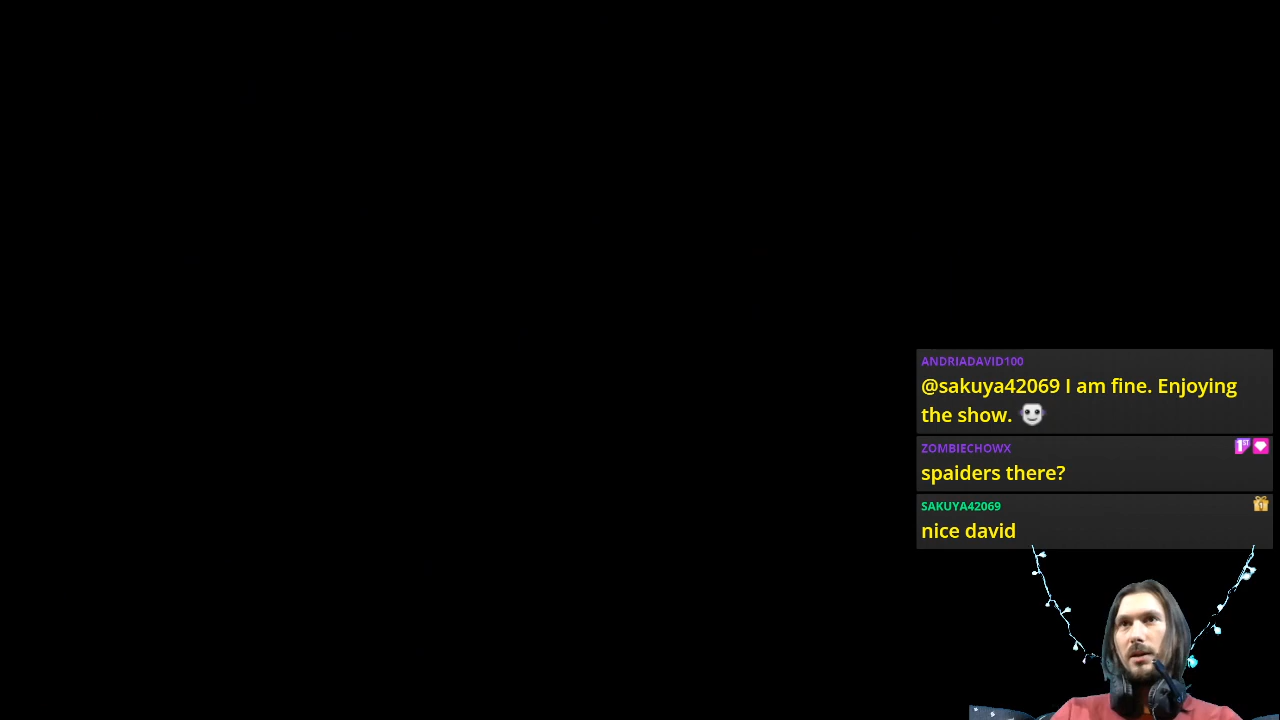 ANDRIADAVID100
@sakuya42069 I am fine. Enjoying
the show.
ZOMBIECHOWX
spaiders there?
SAKUYA42069
nice david